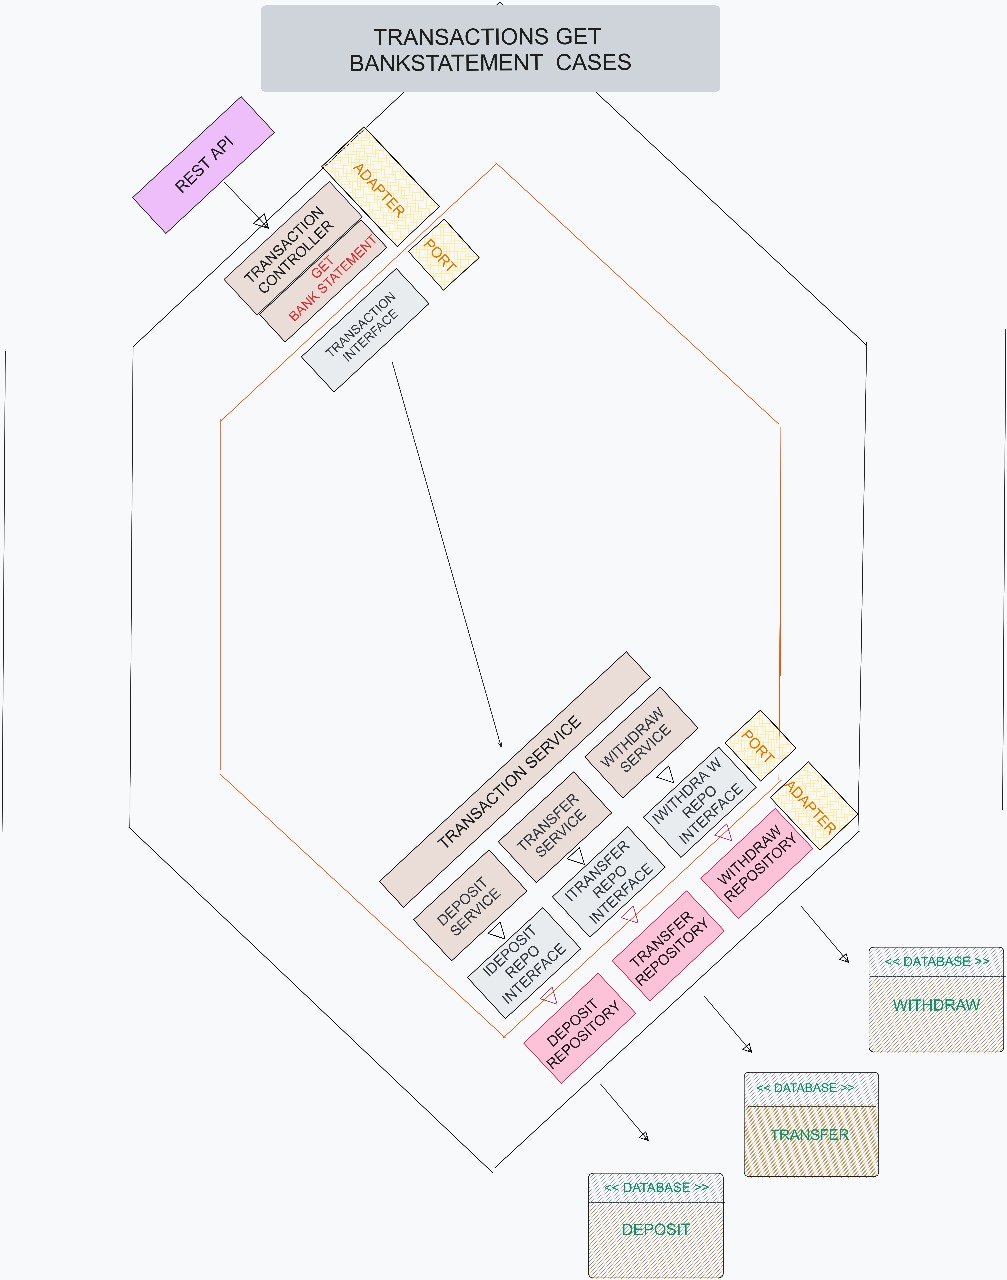 TRANSACTIONS GET
BANKSTATEMENT CASES
REST API
ADAPTER
TRANSACTION
CONTROLLER
GET
BANK STATEMENT
PORT
TRANSACTION
INTERFACE
TRANSACTION SERVICE
WITHDRAW
SERVICE
TRANSFER
SERVICE
DEPOSIT
SERVICE
PORT
ADAPTER
IWITHDRA W
REPO
INTERFACE
ITRANSFER
REPO
INTERFACE
IDEPOSIT
REPO
INTERFACE
WITHDRAW
REPOSITORY
TRANSFER
REPOSITORY
DEPOSIT
REPOSITORY
<< DATABASE >>
WITHDRAW
<< DATABASE >>
TRANSFER
<< DATABASE >>
DEPOSIT